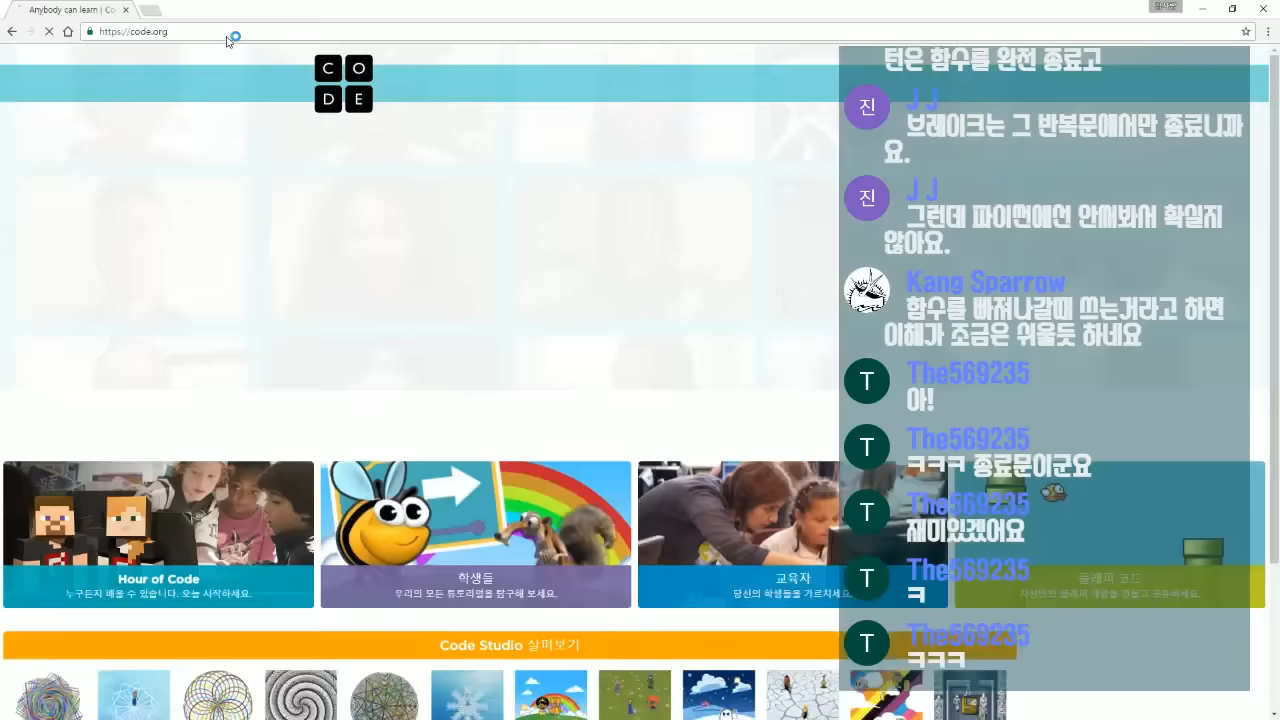 Anybody can learn | Co
https://code.org
C O
D E
턴은 함수를 완전 종료고
진
J J
브레이크는 그 반복문에서만 종료니까
요.
진
J J
그런데 파이썬에선 안써봐서 확실치
않아요.
Kang Sparrow
함수를 빠져나갈때 쓰는거라고 하면
이해가 조금은 쉬울듯 하네요
T
The569235
아!
T
The569235
ㅋㅋㅋ 종료문이군요
T
The569235
재미있겠어요
T
The569235
ㅋ
T
The569235
ㅋㅋㅋ
Hour of Code
누구든지 배울 수 있습니다. 오늘 시작하세요.
학생들
우리의 모든 튜토리얼을 탐구해 보세요.
교육자
당신의 학생들을 가르치세요
플래피 코드
Code Studio 살펴보기